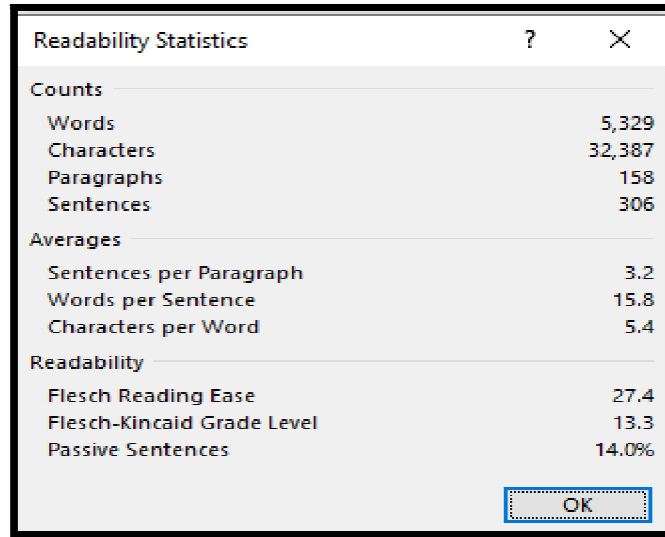 Readability Statistics ? ×
Counts
Words 5,329
Characters 32,387
Paragraphs 158
Sentences 306
Averages
Sentences per Paragraph 3.2
Words per Sentence 15.8
Characters per Word 5.4
Readability
Flesch Reading Ease 27.4
Flesch-Kincaid Grade Level 13.3
Passive Sentences 14.0%
OK